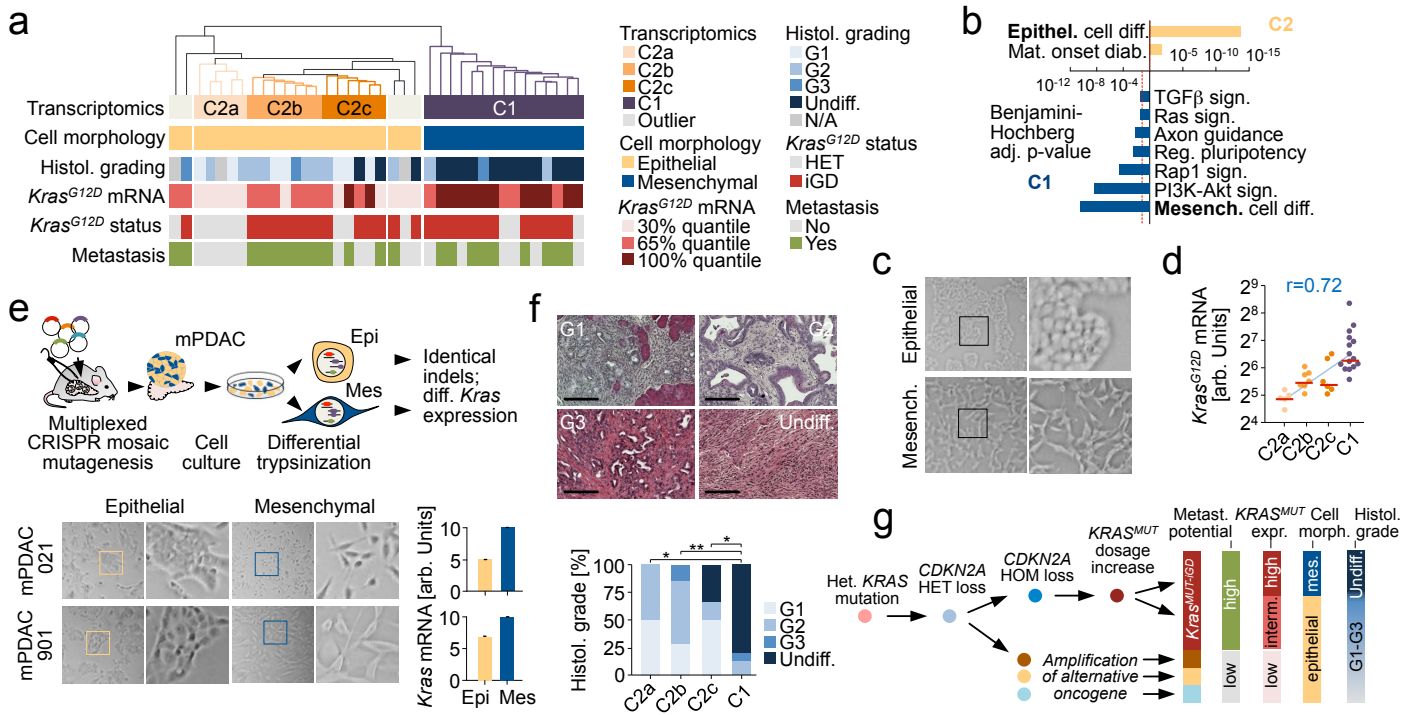 a
Transcriptomics
C2a
C2b
C2c
C1
Cell morphology
Histol. grading
Kras^G12D mRNA
Kras^G12D status
Metastasis
Transcriptomics
C2a
C2b
C2c
C1
Outlier
Cell morphology
Epithelial
Mesenchymal
Kras^G12D mRNA
30% quantile
65% quantile
100% quantile
Histol. grading
G1
G2
G3
Undiff.
N/A
Kras^G12D status
HET
iGD
Metastasis
No
Yes
b
Epithel. cell diff.
C2
Mat. onset diab.
10^-5 10^-10 10^-15
10^-12 10^-8 10^-4
Benjamini-
Hochberg
adj. p-value
C1
TGFβ sign.
Ras sign.
Axon guidance
Reg. pluripotency
Rap1 sign.
PI3K-Akt sign.
Mesench. cell diff.
c
Epithelial
Mesench.
d
Kras^G12D mRNA
[arb. Units]
r=0.72
2^9
2^8
2^7
2^6
2^5
2^4
C2a
C2b
C2c
C1
e
mPDAC
Epi
Mes
Identical
indels;
diff. Kras
expression
Multiplexed
CRISPR mosaic
mutagenesis
Cell
culture
Differential
trypsinization
Epithelial
Mesenchymal
mPDAC
021
mPDAC
901
Kras mRNA [arb. Units]
10
5
0
10
5
0
Epi
Mes
f
G1
G2
G3
Undiff.
Histol. grade [%]
100
75
50
25
0
*
**
*
C2a
C2b
C2c
C1
G1
G2
G3
Undiff.
g
Het. KRAS
mutation
CDKN2A
HET loss
CDKN2A
HOM loss
KRAS^MUT
dosage
increase
Amplification
of alternative
oncogene
Metast.
potential
KRAS^MUT
expr.
Cell
morph.
Histol.
grade
Kras^MUT-iGD
high
low
high
interm.
low
mes.
epithelial
Undiff.
G1-G3